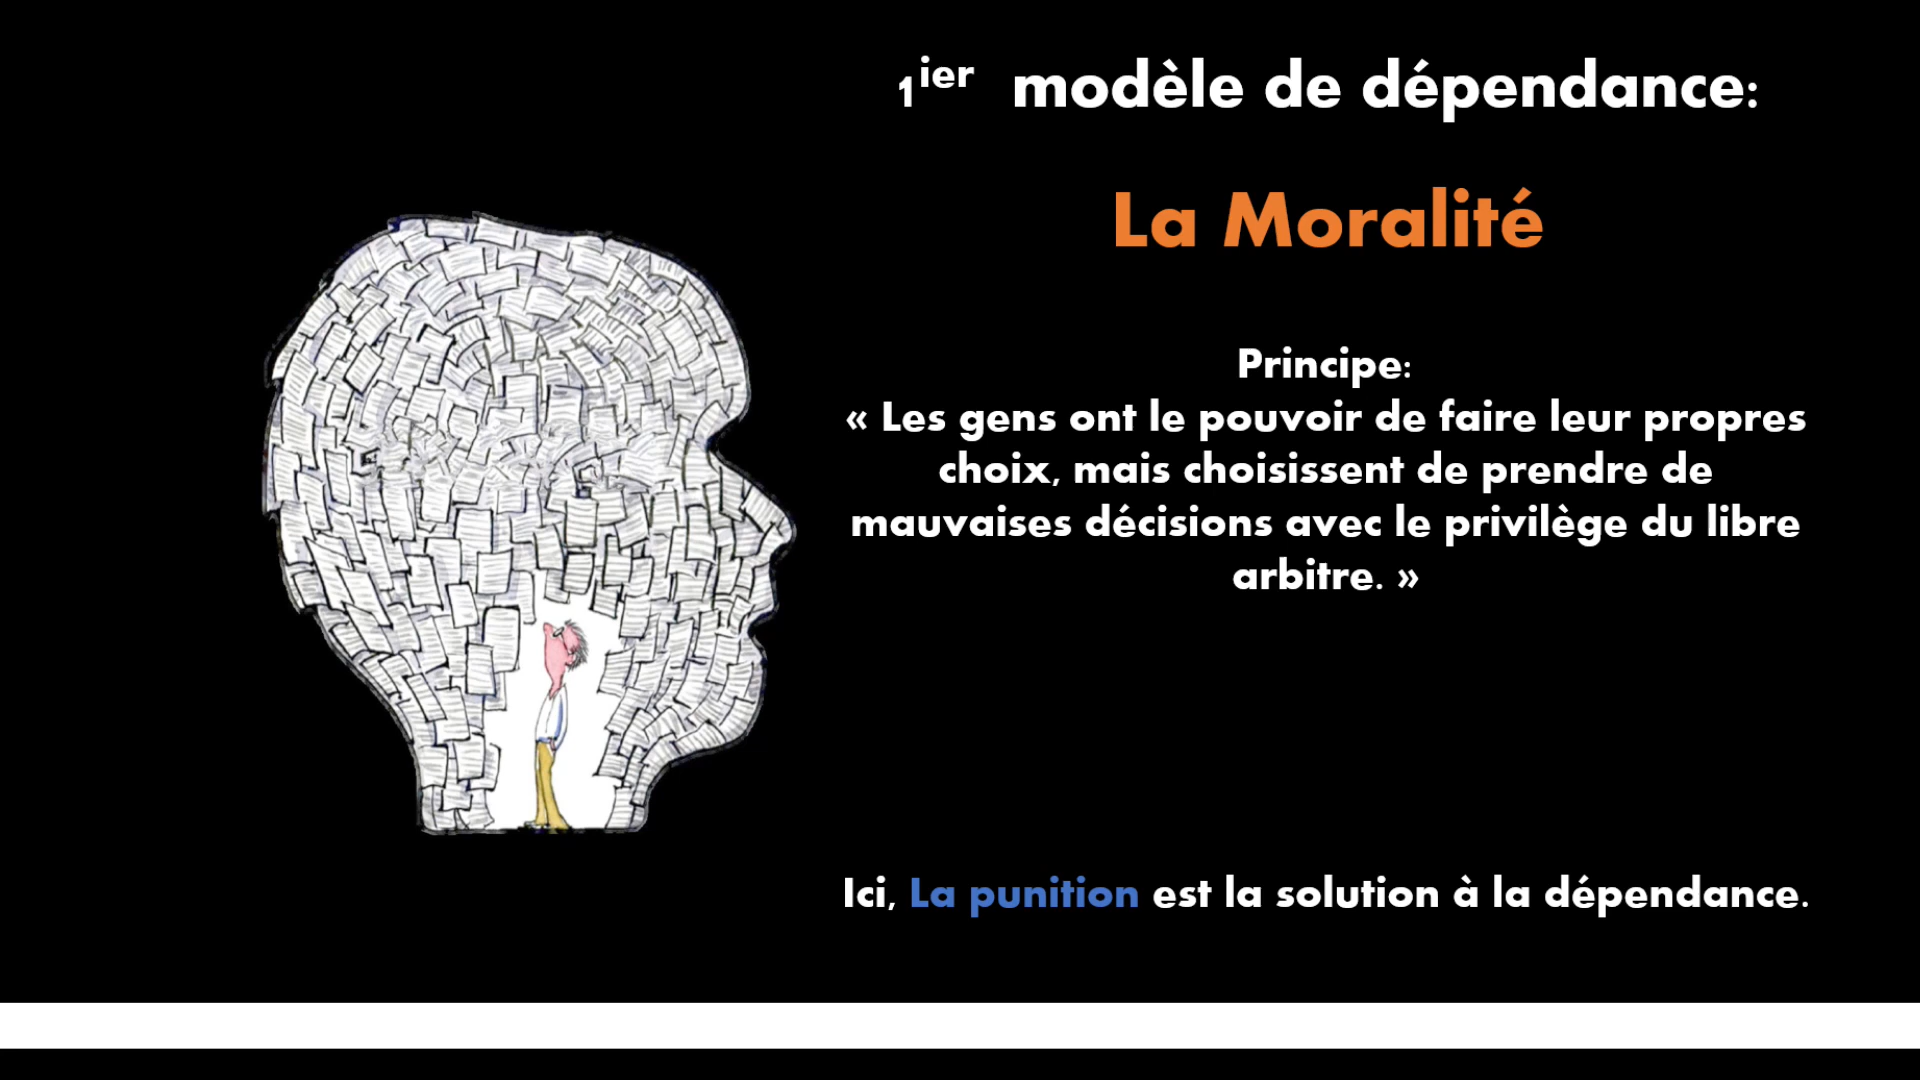 1ier modèle de dépendance:
La Moralité
Principe:
« Les gens ont le pouvoir de faire leur propres
choix, mais choisissent de prendre de
mauvaises décisions avec le privilège du libre
arbitre. »
Ici, La punition est la solution à la dépendance.